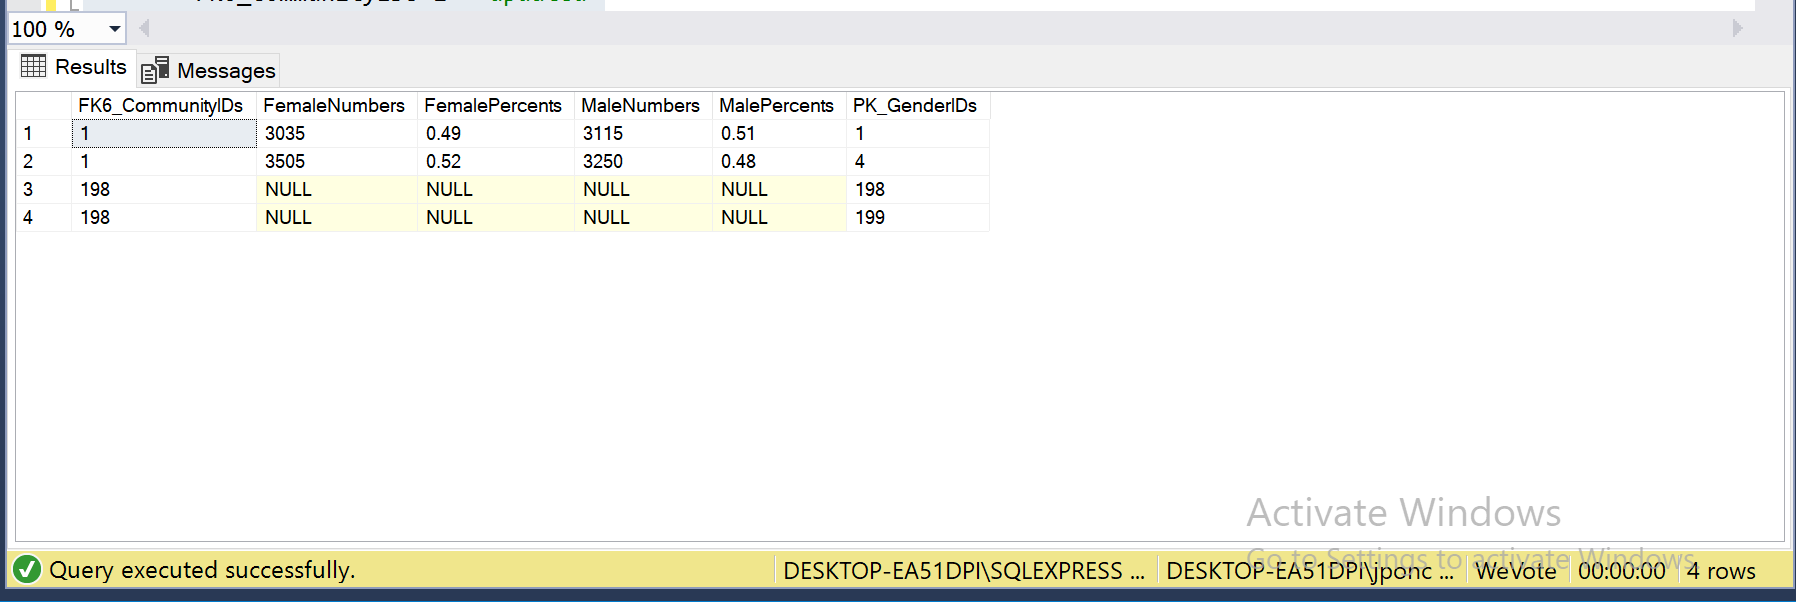 100 %
Results Messages
FK6_CommunityIDs FemaleNumbers FemalePercents MaleNumbers MalePercents PK_GenderIDs
1 1 3035 0.49 3115 0.51 1
2 1 3505 0.52 3250 0.48 4
3 198 NULL NULL NULL NULL 198
4 198 NULL NULL NULL NULL 199
Activate Windows
Go to Settings to activate Windows.
Query executed successfully. DESKTOP-EA51DPI\SQLEXPRESS ... DESKTOP-EA51DPI\jponc ... WeVote 00:00:00 4 rows